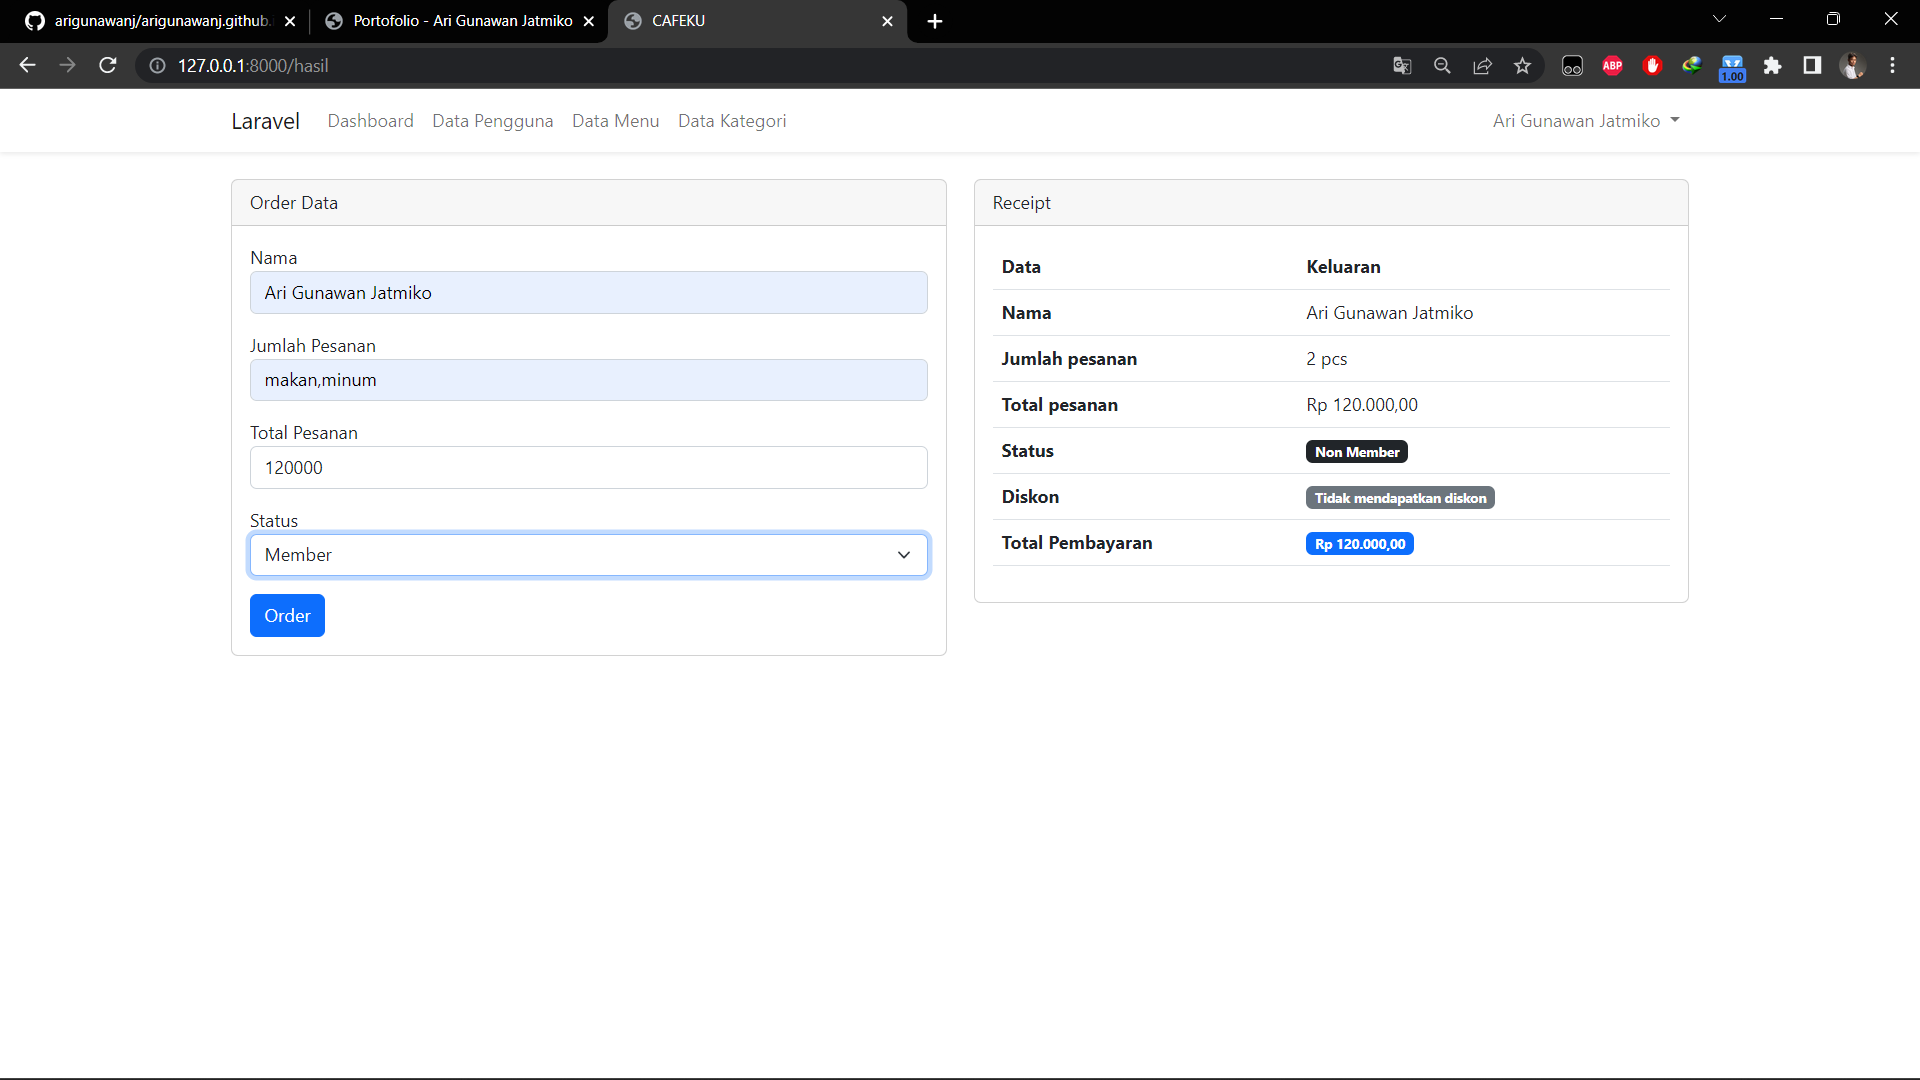 arigunawanj/arigunawanj.github.
Portofolio - Ari Gunawan Jatmiko
CAFEKU
127.0.0.1:8000/hasil
ABP
1.00
Laravel
Dashboard
Data Pengguna
Data Menu
Data Kategori
Ari Gunawan Jatmiko
Order Data
Nama
Ari Gunawan Jatmiko
Jumlah Pesanan
makan,minum
Total Pesanan
120000
Status
Member
Order
Receipt
Data Keluaran
Nama Ari Gunawan Jatmiko
Jumlah pesanan 2 pcs
Total pesanan Rp 120.000,00
Status Non Member
Diskon Tidak mendapatkan diskon
Total Pembayaran Rp 120.000,00